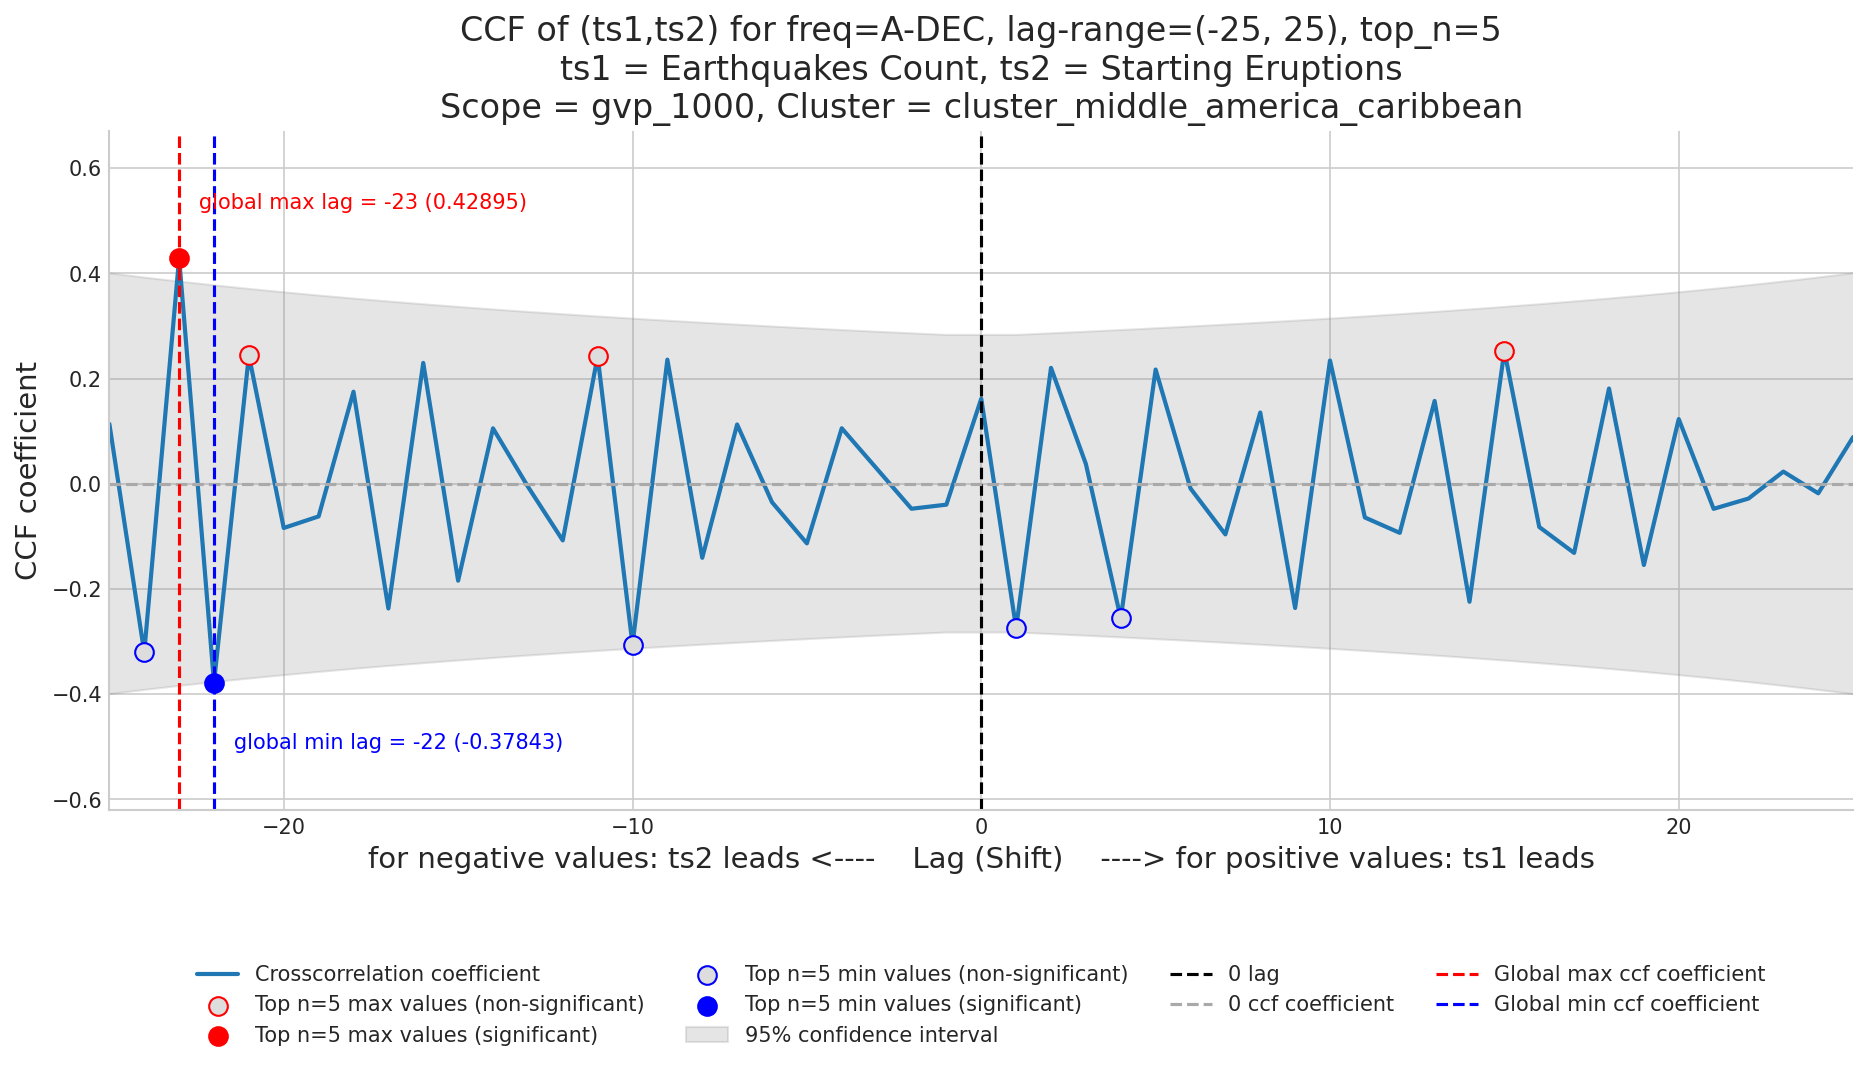 CCF of (ts1,ts2) for freq=A-DEC, lag-range=(-25, 25), top_n=5
ts1 = Earthquakes Count, ts2 = Starting Eruptions
Scope = gvp_1000, Cluster = cluster_middle_america_caribbean
0.6
0.4
0.2
0.0
−0.2
−0.4
−0.6
CCF coefficient
global max lag = -23 (0.42895)
global min lag = -22 (-0.37843)
−20
−10
0
10
20
for negative values: ts2 leads <---- Lag (Shift) ----> for positive values: ts1 leads
Crosscorrelation coefficient
Top n=5 max values (non-significant)
Top n=5 max values (significant)
Top n=5 min values (non-significant)
Top n=5 min values (significant)
95% confidence interval
0 lag
0 ccf coefficient
Global max ccf coefficient
Global min ccf coefficient